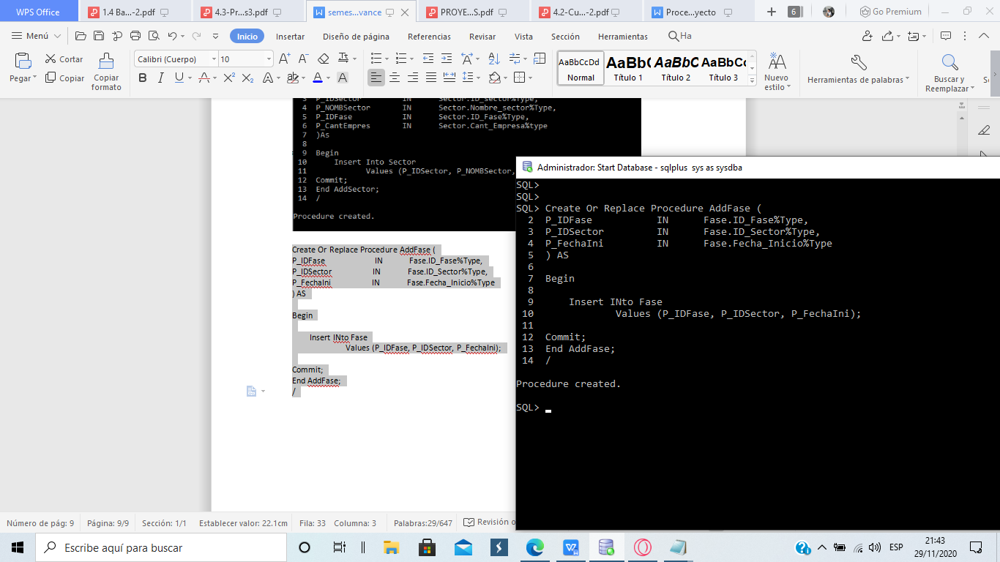 WPS Office
1.4 Ba...-2.pdf
4.3-Pr...s3.pdf
semes...vance
PROYE...S.pdf
4.2-Cu...-2.pdf
Proce...yecto
6
Go Premium
Menú
Inicio
Insertar
Diseño de página
Referencias
Revisar
Vista
Sección
Herramientas
Ha
Pegar
Cortar
Copiar
Copiar formato
Calibri (Cuerpo)
10
AaBbCcDd
Normal
AaBb
Título 1
AaBbC
Título 2
AaBbC
Título 3
Nuevo estilo
Herramientas de palabras
Buscar y Reemplazar
3 P_IDSector IN Sector.ID_sector%Type,
4 P_NOMBSector IN Sector.Nombre_sector%Type,
5 P_IDFase IN Sector.ID_Fase%Type,
6 P_CantEmpres IN Sector.Cant_Empresa%type
7 )As
8
9 Begin
10 Insert Into Sector
11 Values (P_IDSector, P_NOMBSector,
12 Commit;
13 End AddSector;
14 /
Procedure created.
Create Or Replace Procedure AddFase (
P_IDFase IN Fase.ID_Fase%Type,
P_IDSector IN Fase.ID_Sector%Type,
P_FechaIni IN Fase.Fecha_Inicio%Type
) AS
Begin
Insert INto Fase
Values (P_IDFase, P_IDSector, P_FechaIni);
Commit;
End AddFase;
/
Administrador: Start Database - sqlplus sys as sysdba
SQL>
SQL>
SQL> Create Or Replace Procedure AddFase (
2 P_IDFase IN Fase.ID_Fase%Type,
3 P_IDSector IN Fase.ID_Sector%Type,
4 P_FechaIni IN Fase.Fecha_Inicio%Type
5 ) AS
6
7 Begin
8
9 Insert INto Fase
10 Values (P_IDFase, P_IDSector, P_FechaIni);
11
12 Commit;
13 End AddFase;
14 /
Procedure created.
SQL>
Número de pág: 9
Página: 9/9
Sección: 1/1
Establecer valor: 22.1cm
Fila: 33
Columna: 3
Palabras:29/647
Revisión o
Escribe aquí para buscar
ESP
21:43
29/11/2020